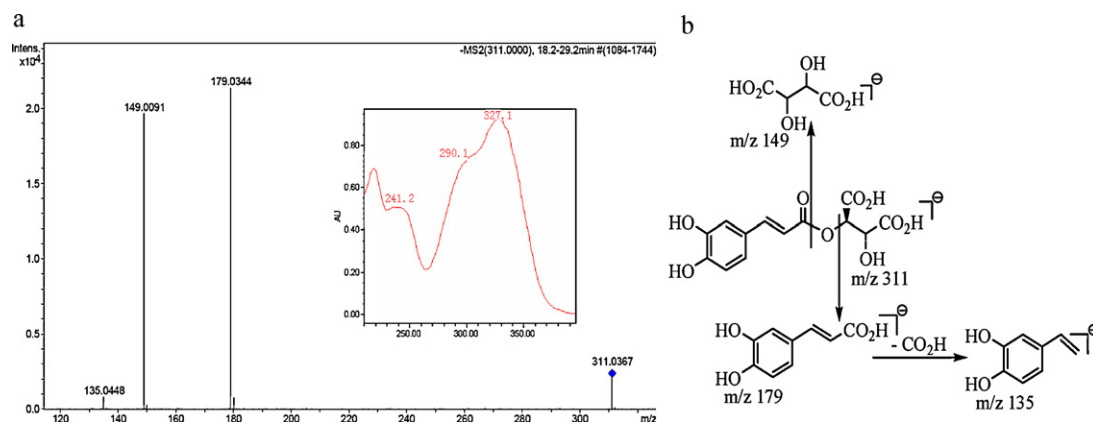 a
Intens.
x10⁴
-MS2(311.0000), 18.2-29.2min #(1084-1744)
179.0344
149.0091
2.0
1.5
1.0
0.5
0.0
135.0448
311.0367
120
140
160
180
200
220
240
260
280
300
m/z
327.1
290.1
241.2
0.80
0.60
AU
0.40
0.20
0.00
250.00
300.00
350.00
b
OH
HO₂C
CO₂H
⊖
OH
m/z 149
O
CO₂H
⊖
HO
CO₂H
O
HO
OH
m/z 311
HO
CO₂H
⊖
- CO₂H
HO
m/z 179
HO
⊖
HO
m/z 135